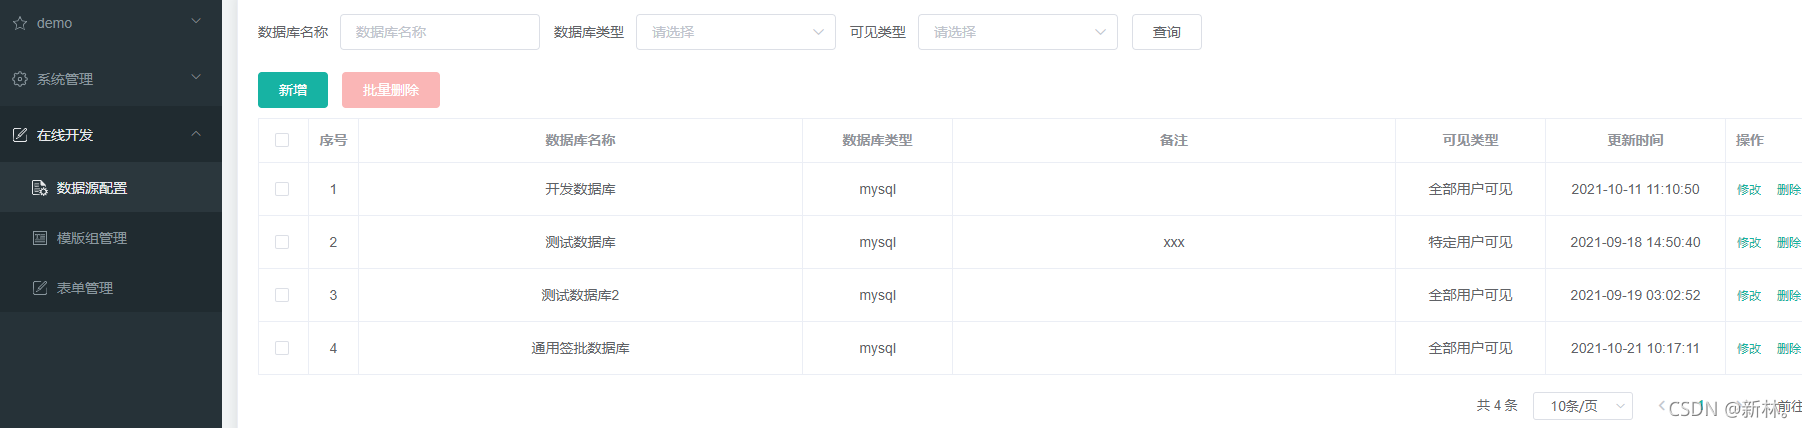 demo
系统管理
在线开发
数据源配置
模版组管理
表单管理
数据库名称 数据库名称 数据库类型 请选择 可见类型 请选择 查询
新增 批量删除
序号 数据库名称 数据库类型 备注 可见类型 更新时间 操作
1 开发数据库 mysql 全部用户可见 2021-10-11 11:10:50 修改 删除
2 测试数据库 mysql xxx 特定用户可见 2021-09-18 14:50:40 修改 删除
3 测试数据库2 mysql 全部用户可见 2021-09-19 03:02:52 修改 删除
4 通用签批数据库 mysql 全部用户可见 2021-10-21 10:17:11 修改 删除
共 4 条 10条/页 1 前往
CSDN @新林。